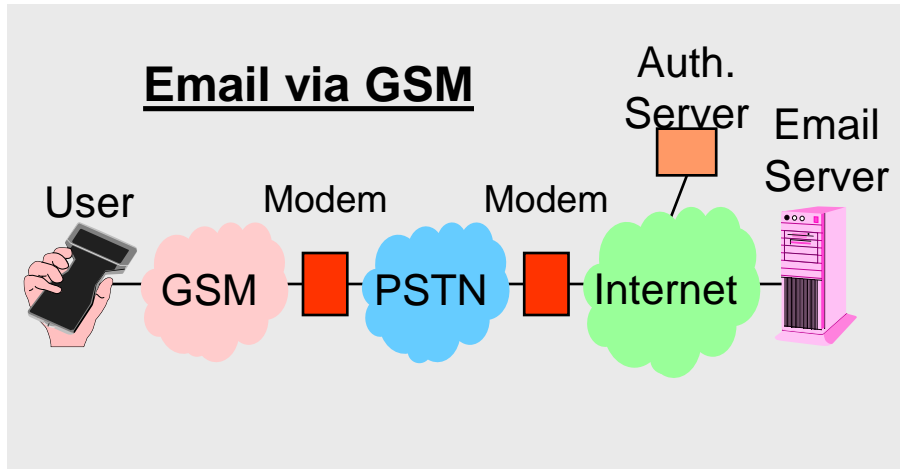 Email via GSM
Auth.
Server
Email
Server
User
Modem
Modem
GSM
PSTN
Internet